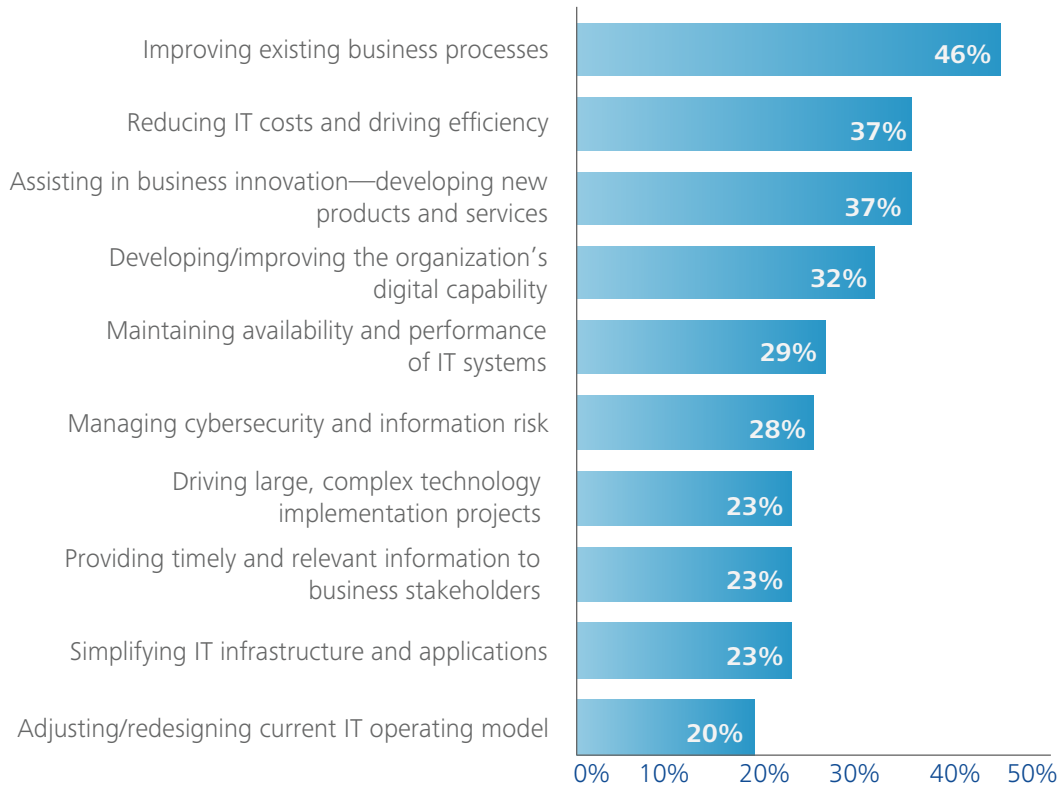 Improving existing business processes
46%
Reducing IT costs and driving efficiency
37%
Assisting in business innovation—developing new
products and services
37%
Developing/improving the organization’s
digital capability
32%
Maintaining availability and performance
of IT systems
29%
Managing cybersecurity and information risk
28%
Driving large, complex technology
implementation projects
23%
Providing timely and relevant information to
business stakeholders
23%
Simplifying IT infrastructure and applications
23%
Adjusting/redesigning current IT operating model
20%
0% 10% 20% 30% 40% 50%